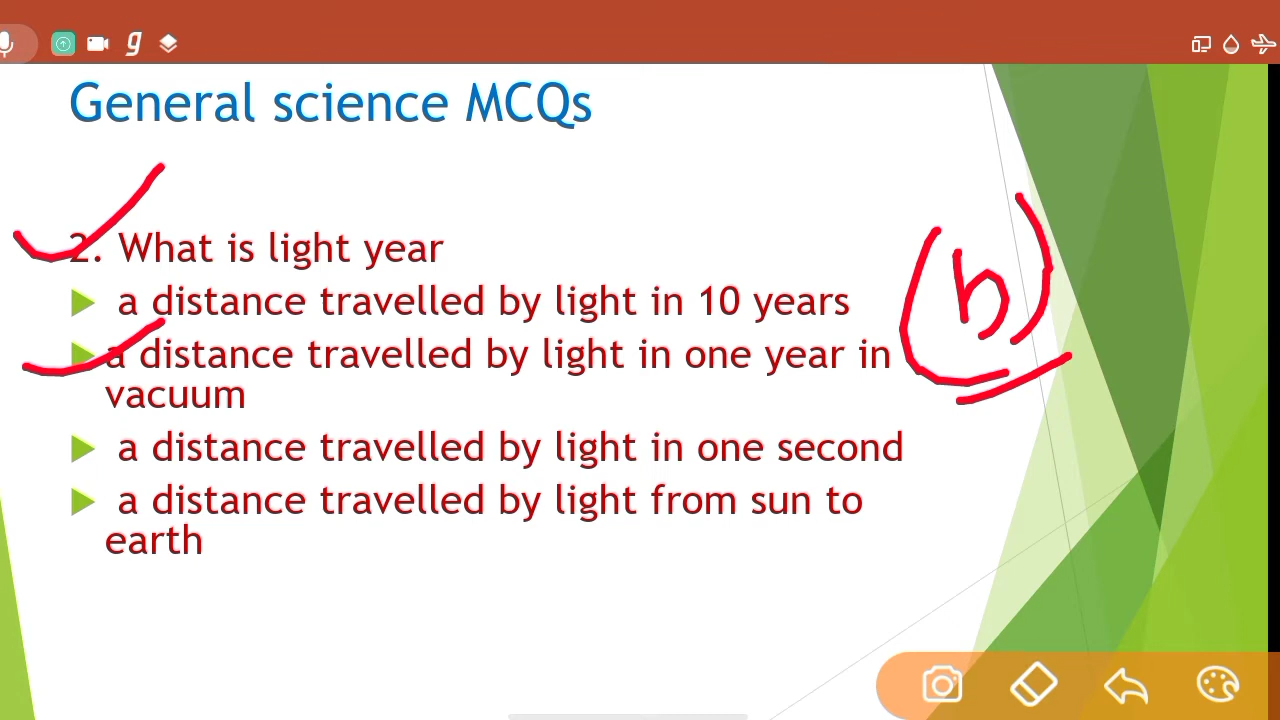 General science MCQs
2. What is light year
a distance travelled by light in 10 years
a distance travelled by light in one year in
vacuum
a distance travelled by light in one second
a distance travelled by light from sun to
earth
(b)